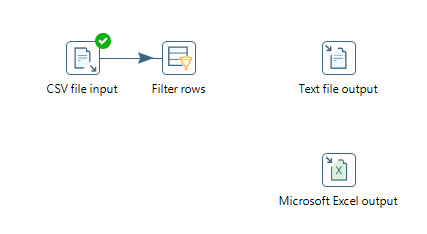 CSV file input
Filter rows
Text file output
X
Microsoft Excel output